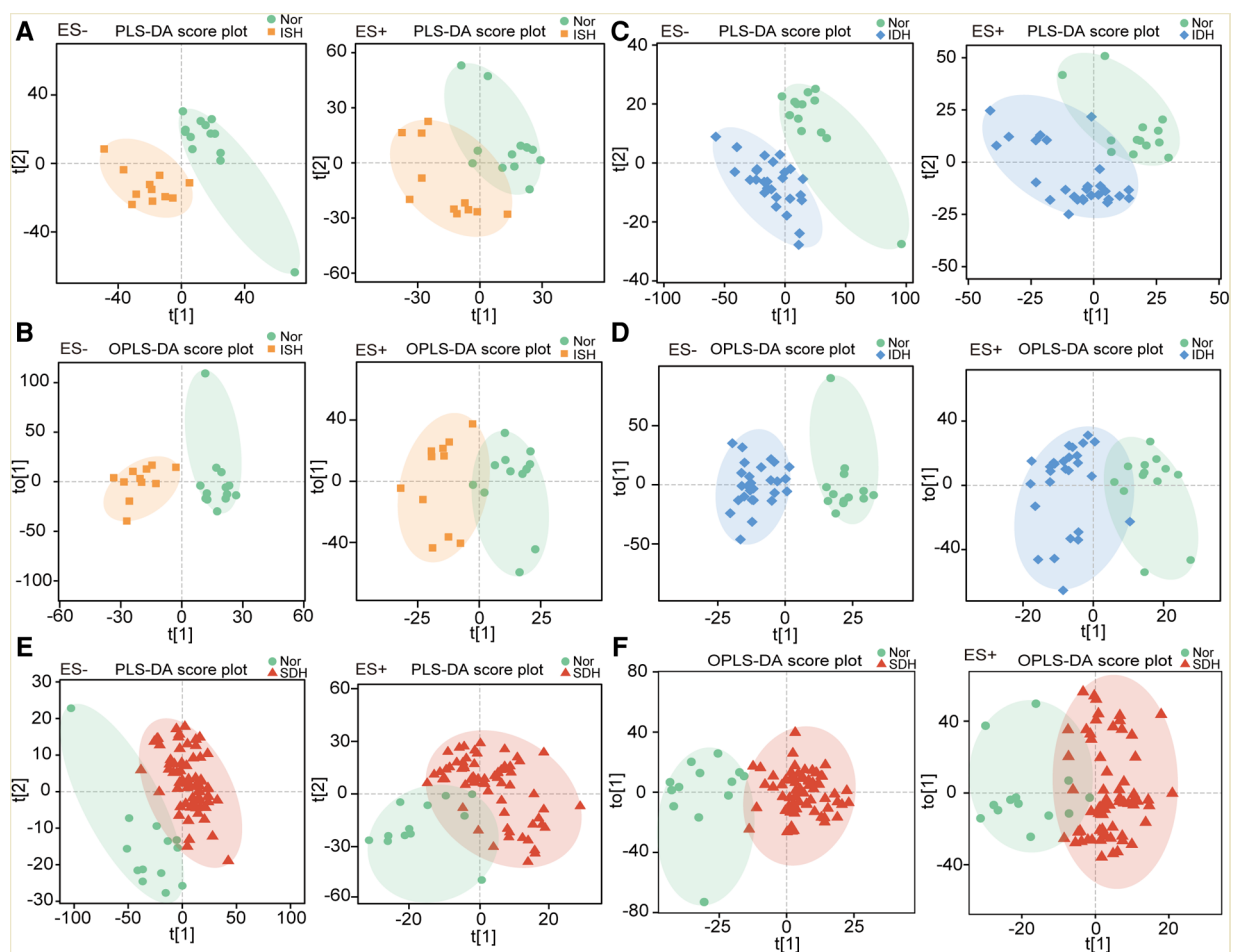 A ES- PLS-DA score plot Nor ISH
40
0
-40
t[2]
-40 0 40
t[1]
ES+ PLS-DA score plot Nor ISH
60
30
0
-30
-60
t[2]
-30 0 30
t[1]
C ES- PLS-DA score plot Nor IDH
40
20
0
-20
-40
t[2]
-100 -50 0 50 100
t[1]
ES+ PLS-DA score plot Nor IDH
50
25
0
-25
-50
t[2]
-50 -25 0 25 50
t[1]
B ES- OPLS-DA score plot Nor ISH
100
50
0
-50
-100
to[1]
-60 -30 0 30 60
t[1]
ES+ OPLS-DA score plot Nor ISH
40
0
-40
to[1]
-25 0 25
t[1]
D ES- OPLS-DA score plot Nor IDH
50
0
-50
to[1]
-25 0 25
t[1]
ES+ OPLS-DA score plot Nor IDH
40
0
-40
to[1]
-20 0 20
t[1]
E ES- PLS-DA score plot Nor SDH
30
20
10
0
-10
-20
-30
t[2]
-100 -50 0 50 100
t[1]
ES+ PLS-DA score plot Nor SDH
60
30
0
-30
-60
t[2]
-20 0 20
t[1]
F OPLS-DA score plot Nor SDH
80
40
0
-40
-80
to[1]
-25 0 25
t[1]
ES+ OPLS-DA score plot Nor SDH
40
0
-40
to[1]
-20 0 20
t[1]